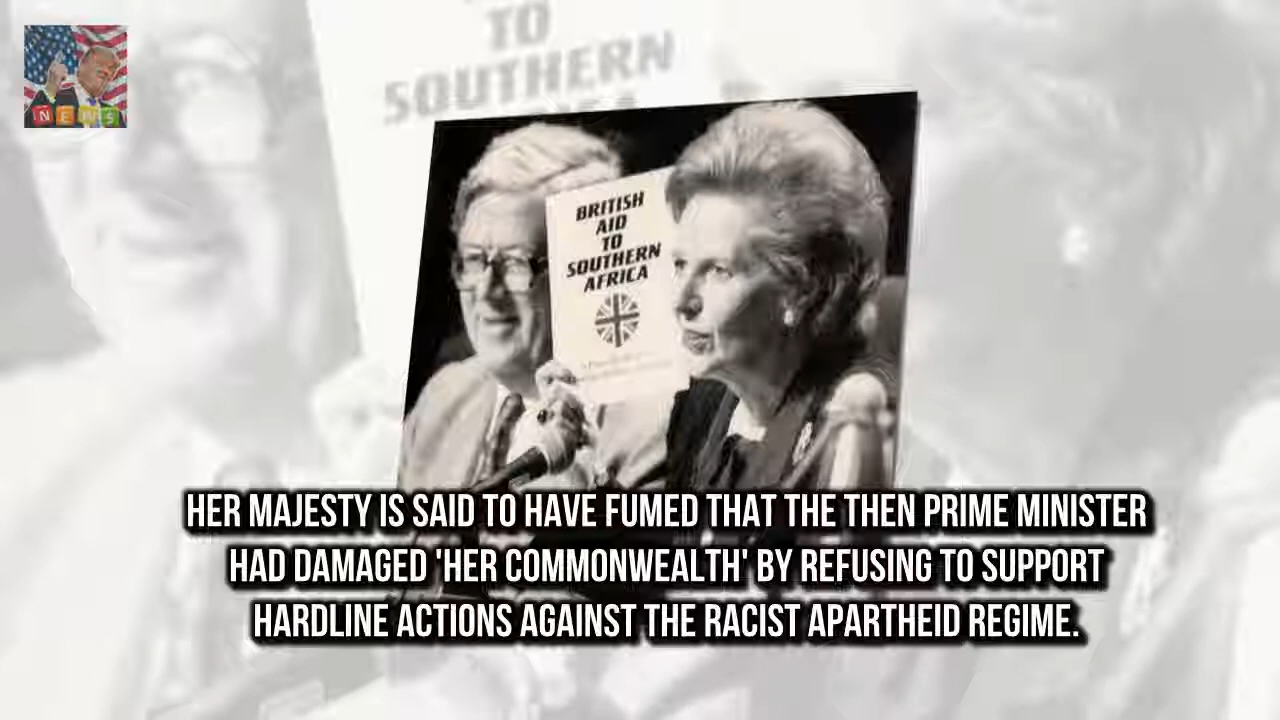 NEWS
TO
SOUTHERN
BRITISH
AID
TO
SOUTHERN
AFRICA
HER MAJESTY IS SAID TO HAVE FUMED THAT THE THEN PRIME MINISTER
HAD DAMAGED 'HER COMMONWEALTH' BY REFUSING TO SUPPORT
HARDLINE ACTIONS AGAINST THE RACIST APARTHEID REGIME.